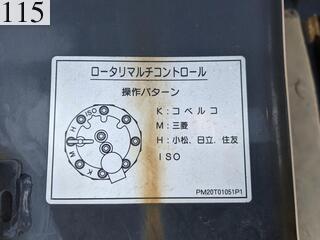 115
ロータリマルチコントロール
操作パターン
K:コベルコ
M:三菱
H:小松、日立、住友
ISO
ISO
H
M
H
K
PM20T01051P1